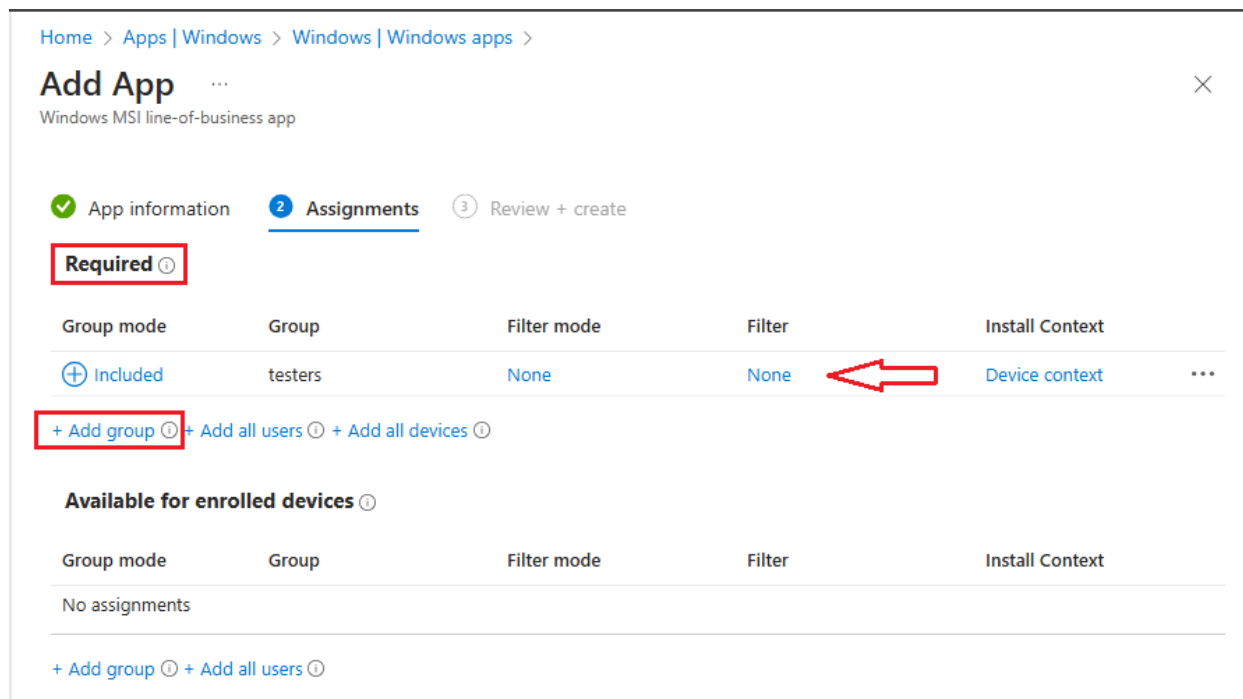 Home > Apps | Windows > Windows | Windows apps >
Add App ...
Windows MSI line-of-business app
App information 2 Assignments 3 Review + create
Required
Group mode Group Filter mode Filter Install Context
Included testers None None Device context ...
+ Add group + Add all users + Add all devices
Available for enrolled devices
Group mode Group Filter mode Filter Install Context
No assignments
+ Add group + Add all users